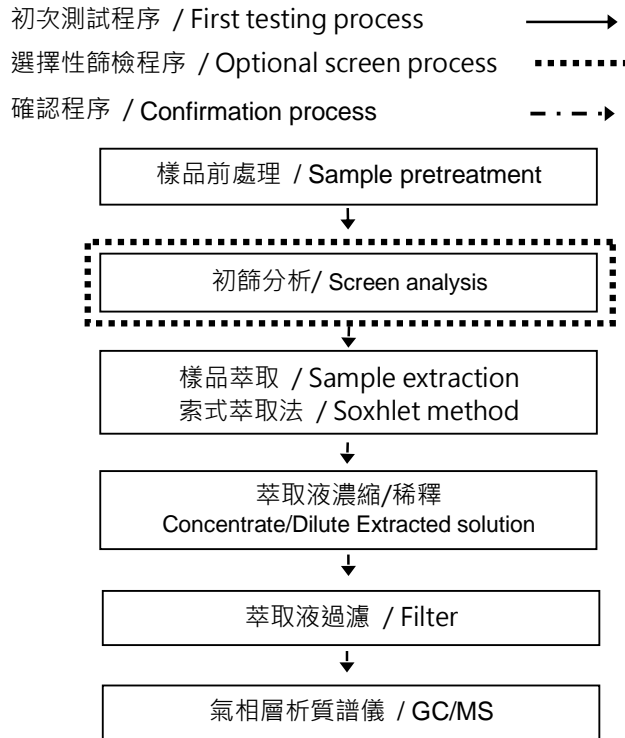 初次測試程序 / First testing process
選擇性篩檢程序 / Optional screen process
確認程序 / Confirmation process
樣品前處理 / Sample pretreatment
初篩分析/ Screen analysis
樣品萃取 / Sample extraction
索式萃取法 / Soxhlet method
萃取液濃縮/稀釋
Concentrate/Dilute Extracted solution
萃取液過濾 / Filter
氣相層析質譜儀 / GC/MS